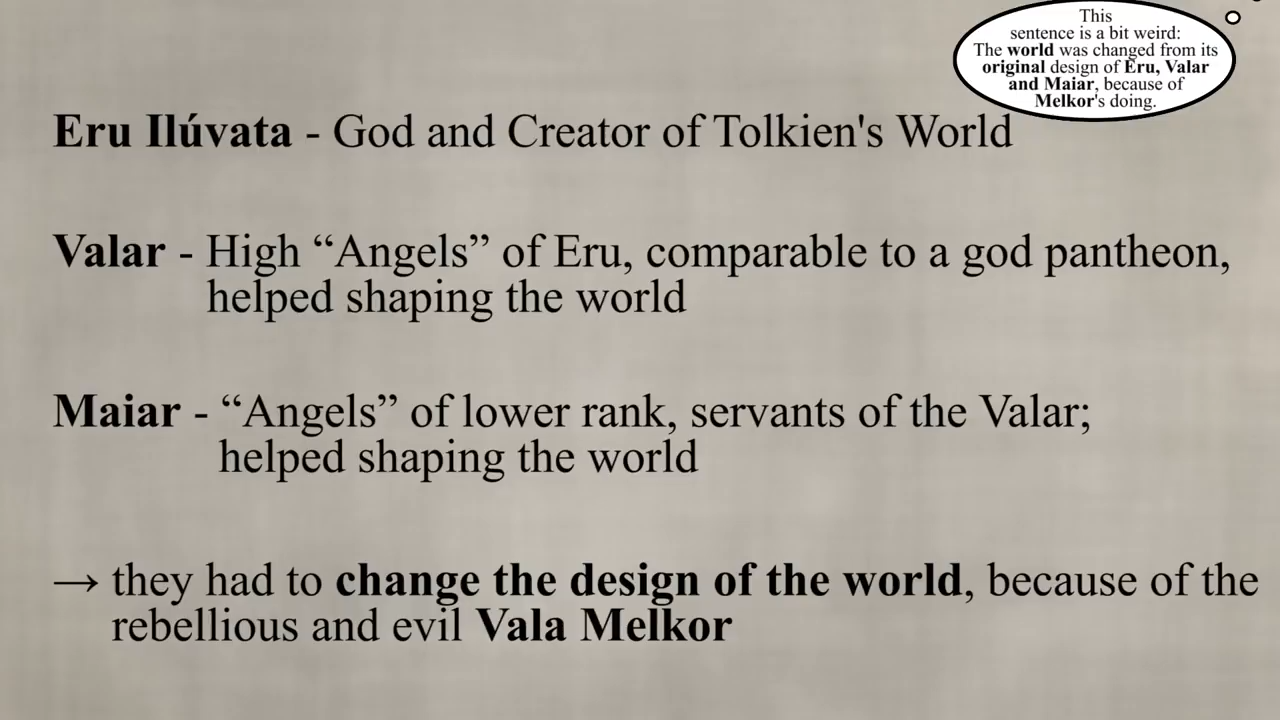 This
sentence is a bit weird:
The world was changed from its
original design of Eru, Valar
and Maiar, because of
Melkor's doing.
Eru Ilúvata - God and Creator of Tolkien's World
Valar - High “Angels” of Eru, comparable to a god pantheon,
helped shaping the world
Maiar - “Angels” of lower rank, servants of the Valar;
helped shaping the world
→ they had to change the design of the world, because of the
rebellious and evil Vala Melkor